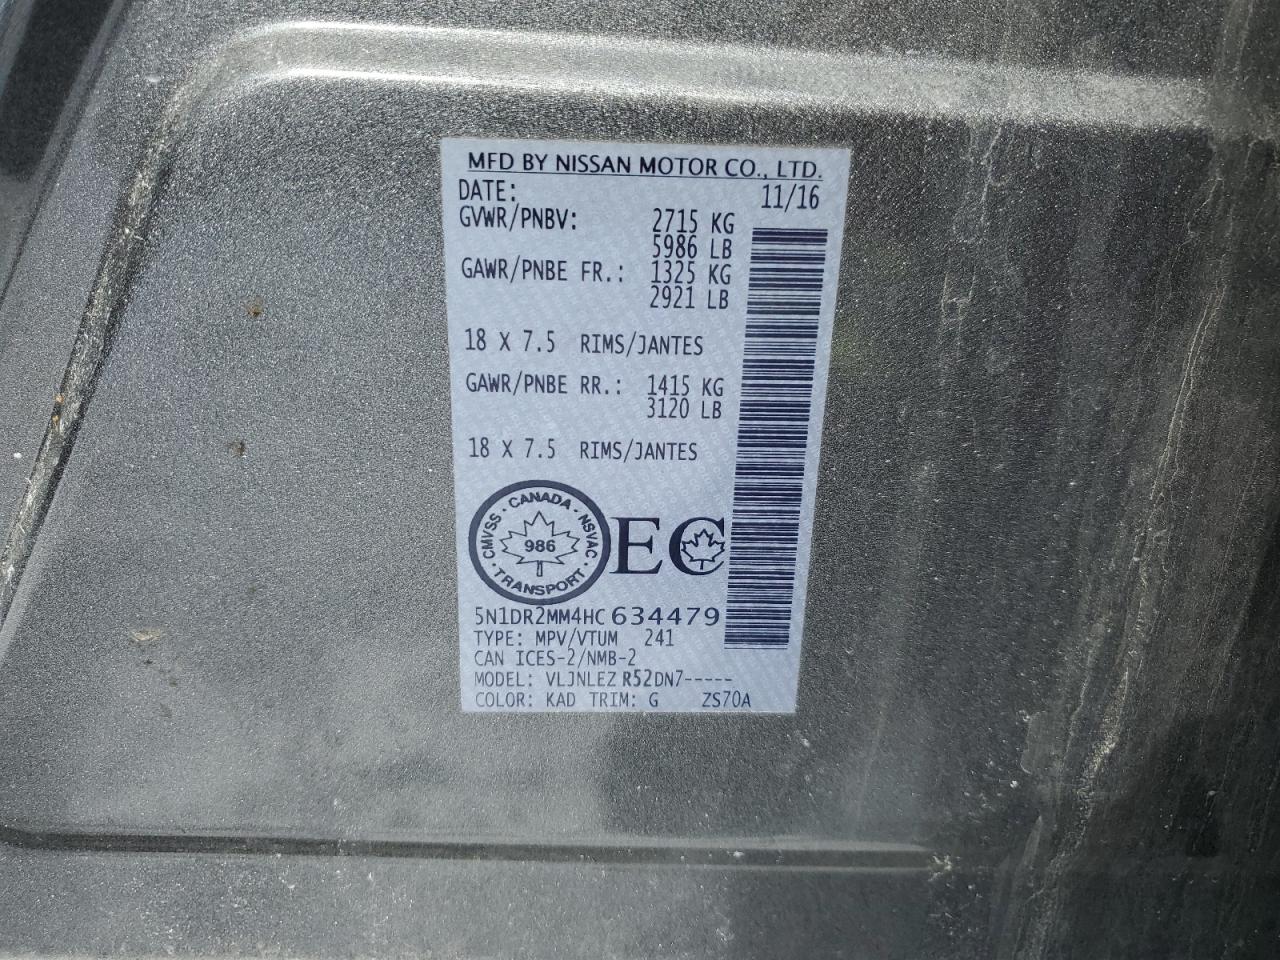 MFD BY NISSAN MOTOR CO., LTD.
DATE: 11/16
GVWR/PNBV: 2715 KG
5986 LB
GAWR/PNBE FR.: 1325 KG
2921 LB
18 X 7.5 RIMS/JANTES
GAWR/PNBE RR.: 1415 KG
3120 LB
18 X 7.5 RIMS/JANTES
CMVSS · CANADA · NSVAC · TRANSPORT ·
986
EC
5N1DR2MM4HC634479
TYPE: MPV/VTUM 241
CAN ICES-2/NMB-2
MODEL: VLJNLEZ R52DN7-----
COLOR: KAD TRIM: G ZS70A